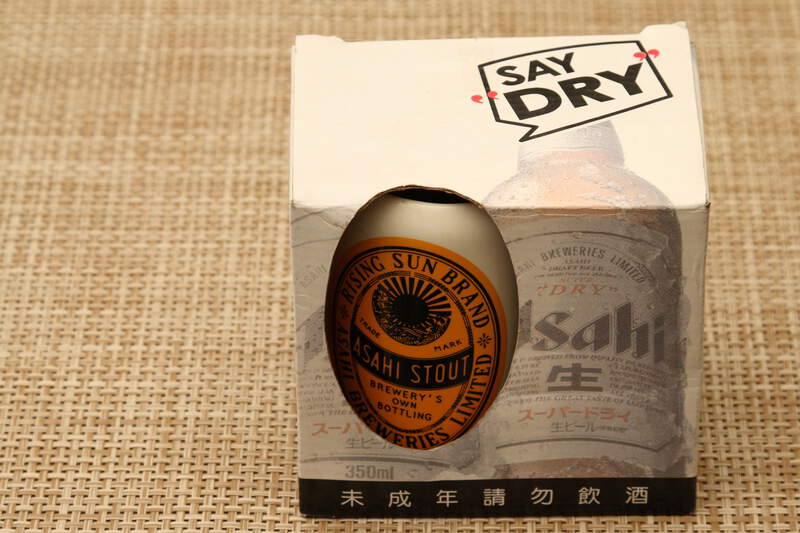 SAY
"DRY"
RISING SUN BRAND
TRADE MARK
ASAHI STOUT
BREWERY'S
OWN
BOTTLING
ASAHI BREWERIES LIMITED
BREWERIES LIMITED
ASAHI
DRAFT BEER
"DRY"
Asahi
生
スーパードライ
生ビール
スーパー
生ビール
350ml
未成年請勿飲酒